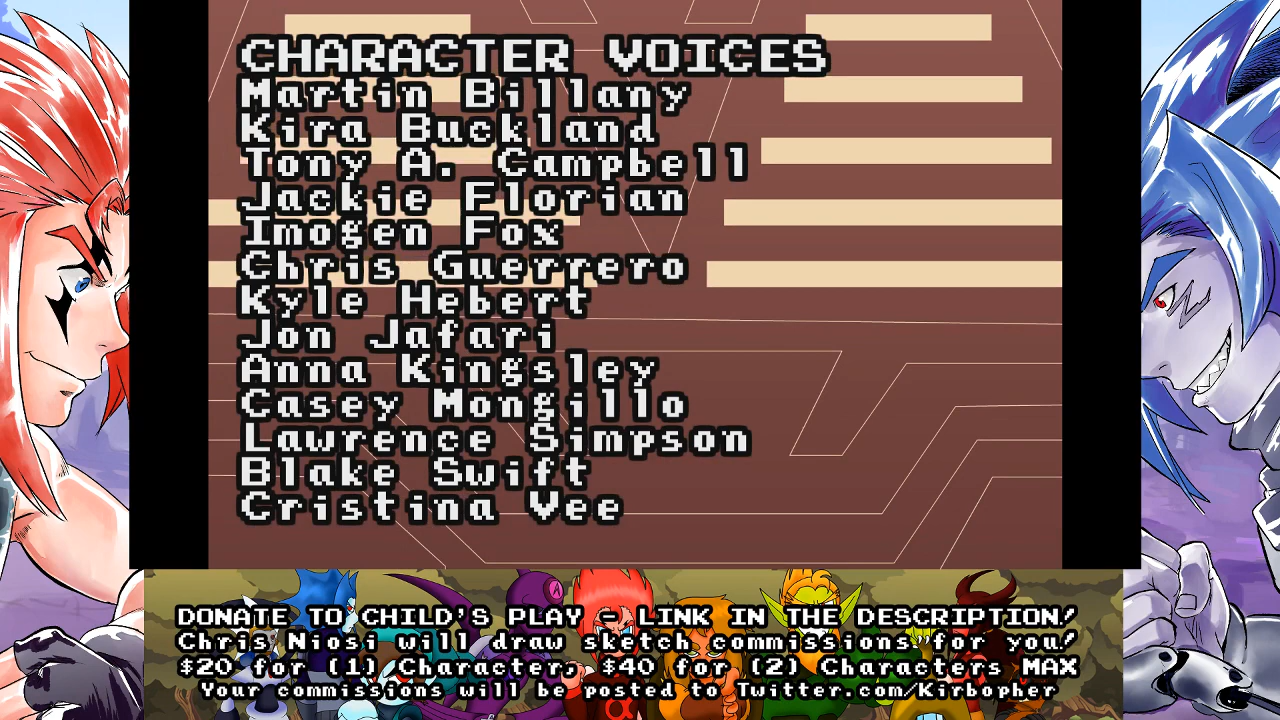 CHARACTER VOICES
Martin Billany
Kira Buckland
Tony A. Campbell
Jackie Florian
Imogen Fox
Chris Guerrero
Kyle Hebert
Jon Jafari
Anna Kingsley
Casey Mongillo
Lawrence Simpson
Blake Swift
Cristina Vee
DONATE TO CHILD'S PLAY - LINK IN THE DESCRIPTION!
Chris Niosi will draw sketch commissions for you!
$20 for (1) Character, $40 for (2) Characters MAX
Your commissions will be posted to Twitter.com/Kirbopher